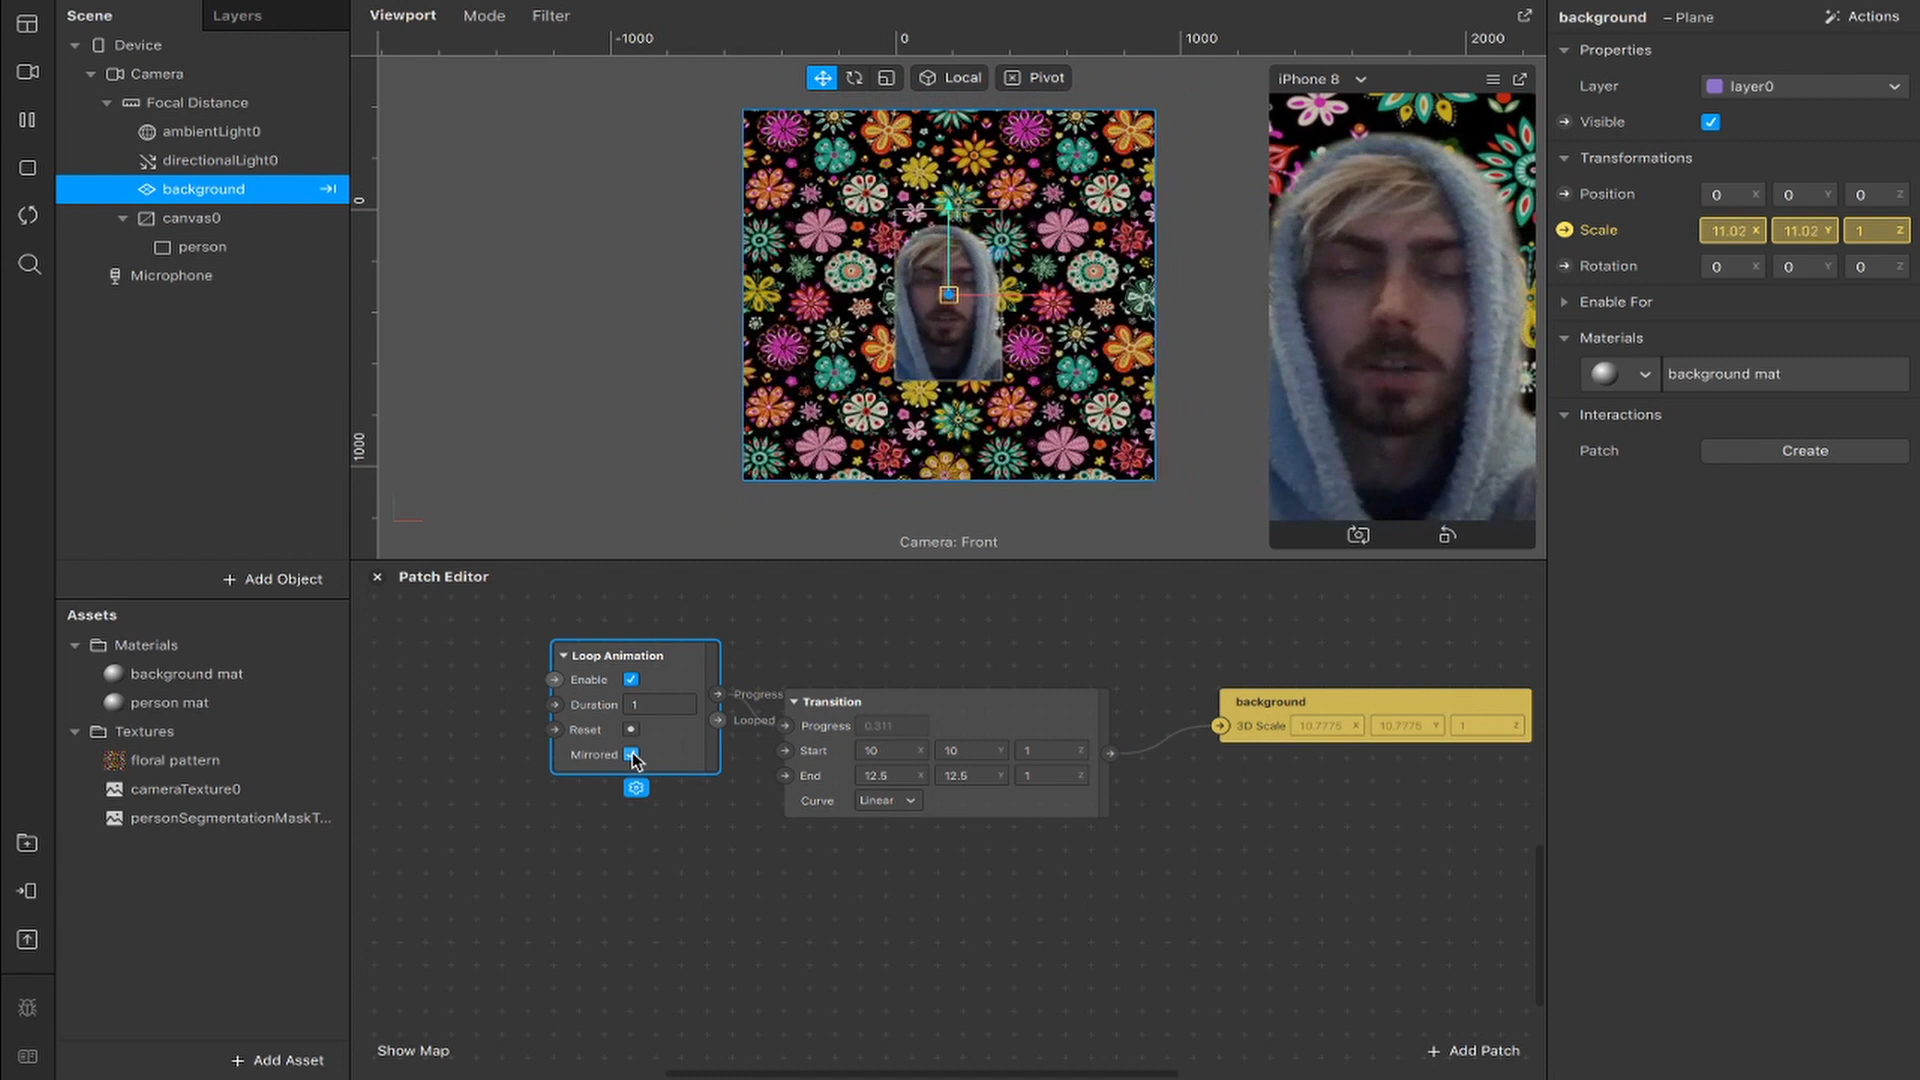 Scene
Layers
Device
Camera
Focal Distance
ambientLight0
directionalLight0
background
canvas0
person
Microphone
+ Add Object
Assets
Materials
background mat
person mat
Textures
floral pattern
cameraTexture0
personSegmentationMaskT...
+ Add Asset
Viewport
Mode
Filter
-1000
0
1000
2000
0
1000
Local
Pivot
iPhone 8
Camera: Front
Patch Editor
Loop Animation
Enable
Duration 1
Reset
Mirrored
Progress
Looped
Transition
Progress 0.311
Start 10 X 10 Y 1 Z
End 12.5 X 12.5 Y 1 Z
Curve Linear
background
3D Scale 10.7775 X 10.7775 Y 1 Z
Show Map
+ Add Patch
background – Plane
Actions
Properties
Layer layer0
Visible
Transformations
Position 0 X 0 Y 0 Z
Scale 11.02 X 11.02 Y 1 Z
Rotation 0 X 0 Y 0 Z
Enable For
Materials
background mat
Interactions
Patch Create